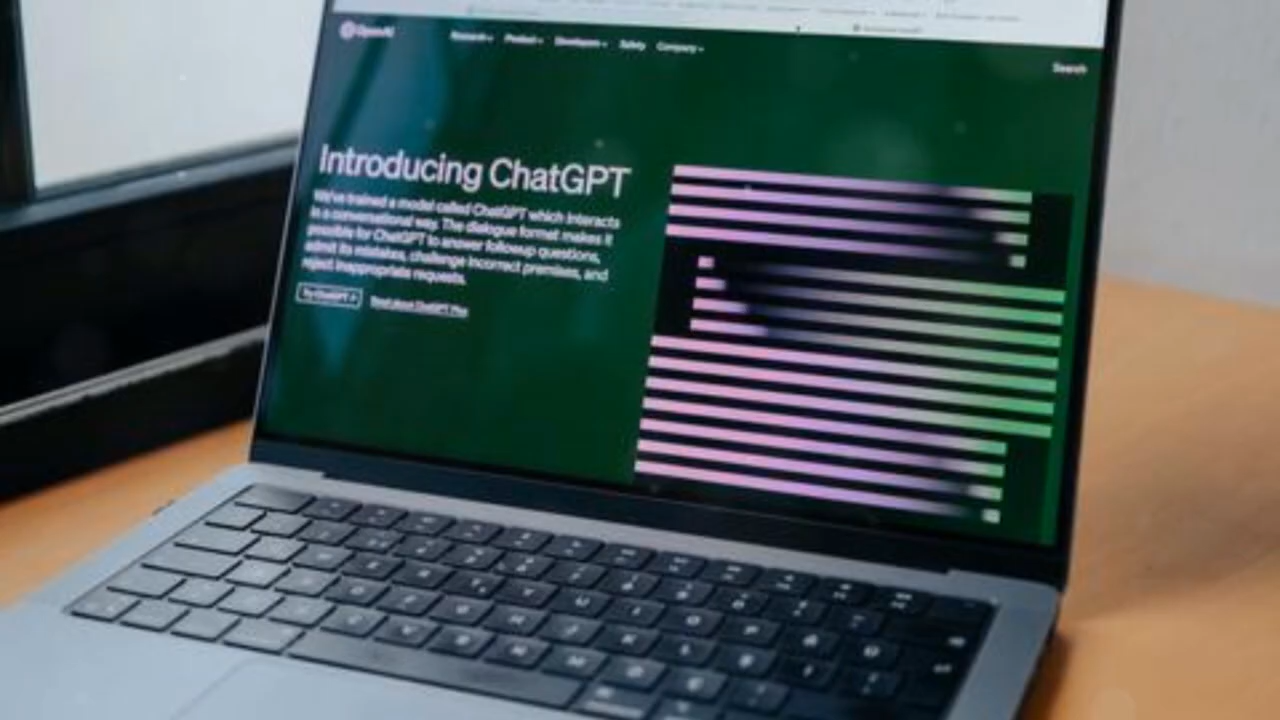 OpenAI
Research Product Developers Safety Company
Search
Introducing ChatGPT
We've trained a model called ChatGPT which interacts
in a conversational way. The dialogue format makes it
possible for ChatGPT to answer followup questions,
admit its mistakes, challenge incorrect premises, and
reject inappropriate requests.
Try ChatGPT Read about ChatGPT Plus